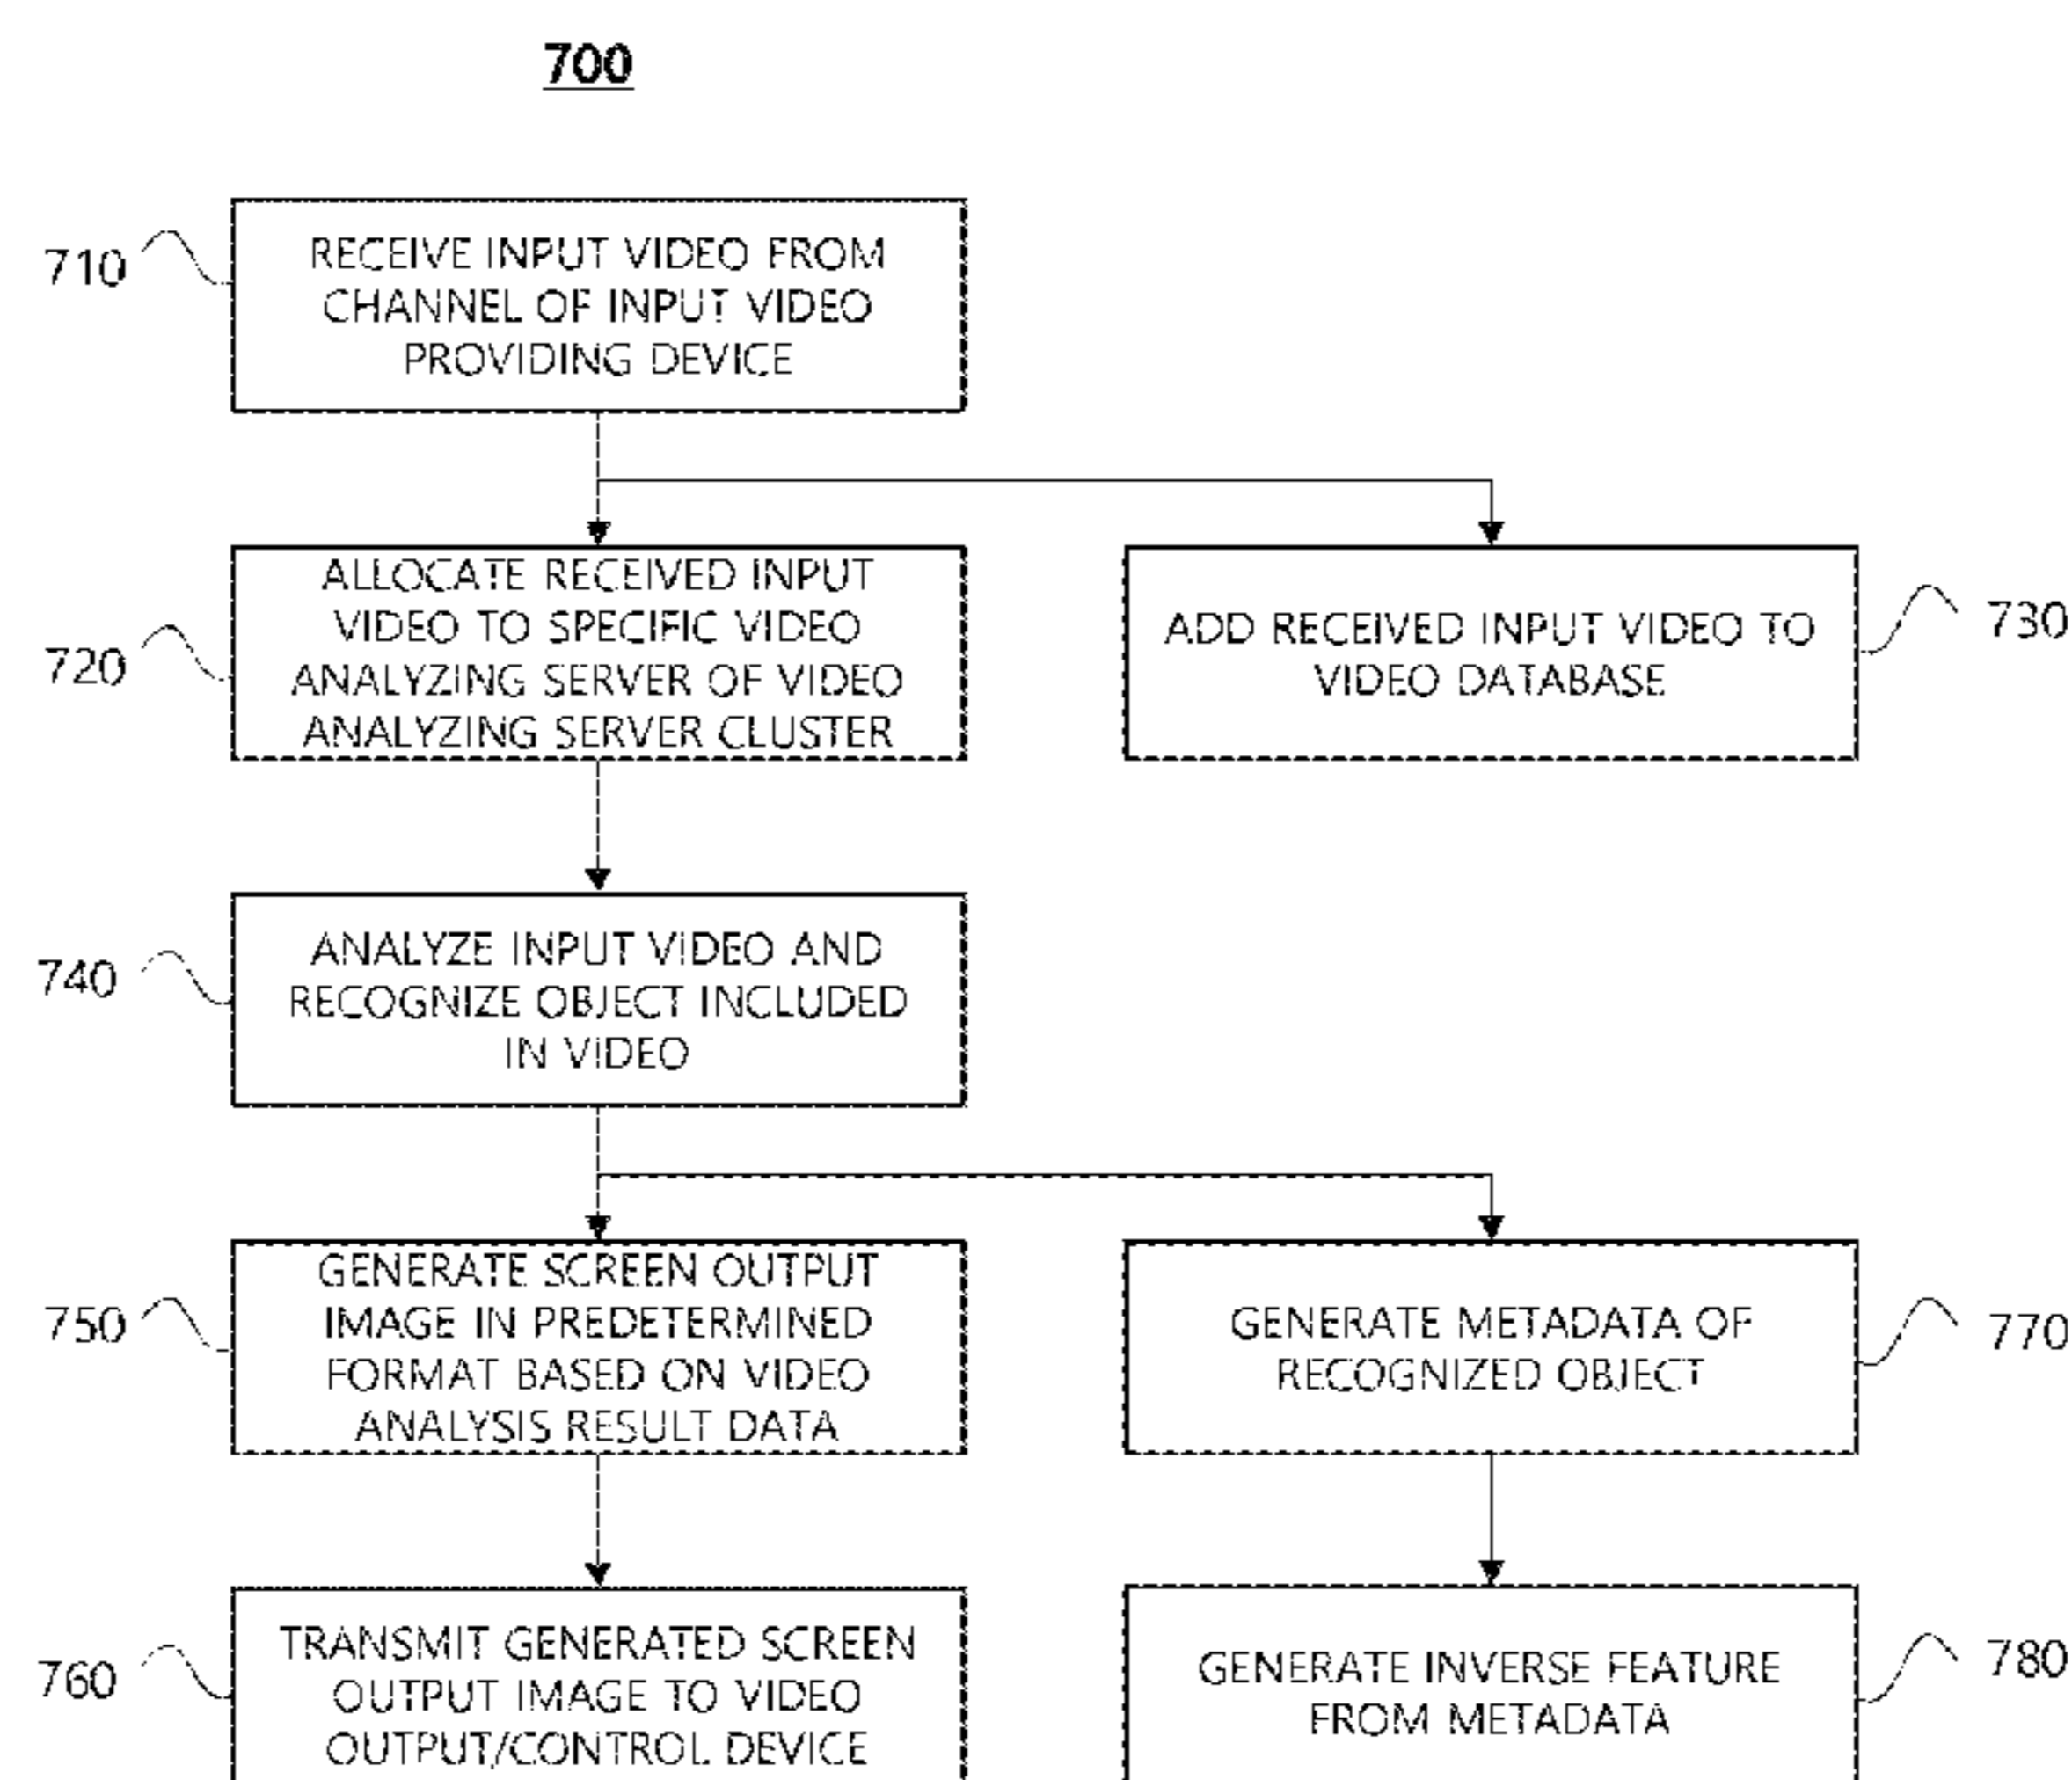 700
710
RECEIVE INPUT VIDEO FROM
CHANNEL OF INPUT VIDEO
PROVIDING DEVICE
720
ALLOCATE RECEIVED INPUT
VIDEO TO SPECIFIC VIDEO
ANALYZING SERVER OF VIDEO
ANALYZING SERVER CLUSTER
ADD RECEIVED INPUT VIDEO TO
VIDEO DATABASE
730
740
ANALYZE INPUT VIDEO AND
RECOGNIZE OBJECT INCLUDED
IN VIDEO
750
GENERATE SCREEN OUTPUT
IMAGE IN PREDETERMINED
FORMAT BASED ON VIDEO
ANALYSIS RESULT DATA
GENERATE METADATA OF
RECOGNIZED OBJECT
770
760
TRANSMIT GENERATED SCREEN
OUTPUT IMAGE TO VIDEO
OUTPUT/CONTROL DEVICE
GENERATE INVERSE FEATURE
FROM METADATA
780